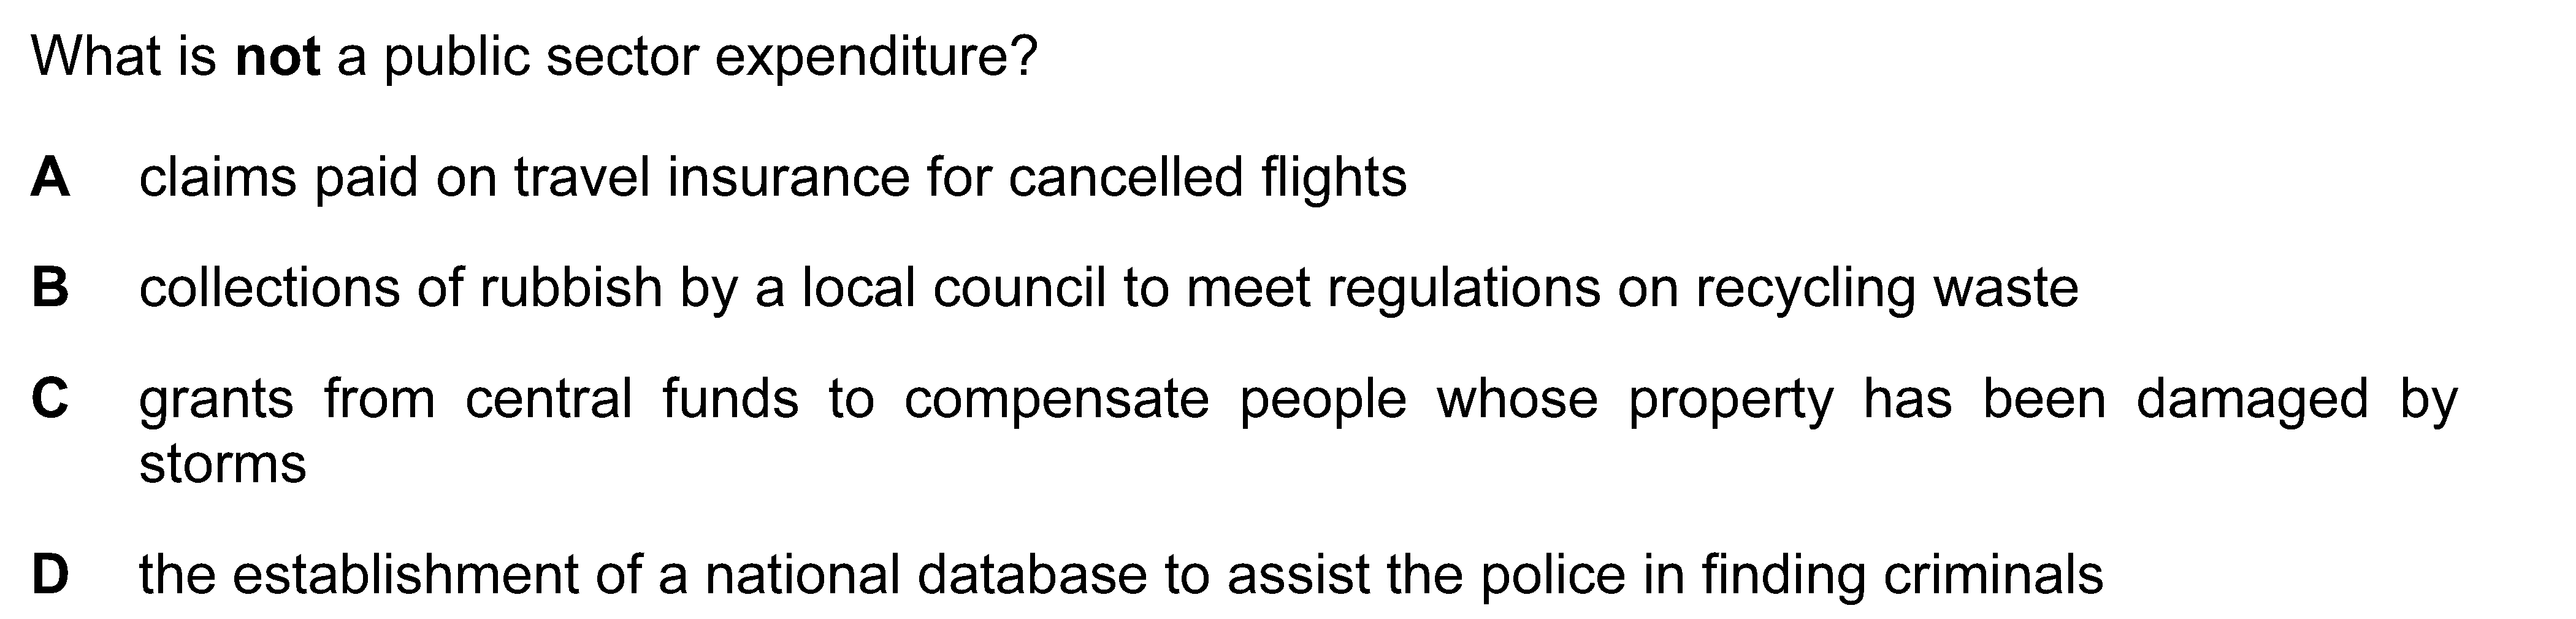 What is not a public sector expenditure?
A claims paid on travel insurance for cancelled flights
B collections of rubbish by a local council to meet regulations on recycling waste
C grants from central funds to compensate people whose property has been damaged by
storms
D the establishment of a national database to assist the police in finding criminals